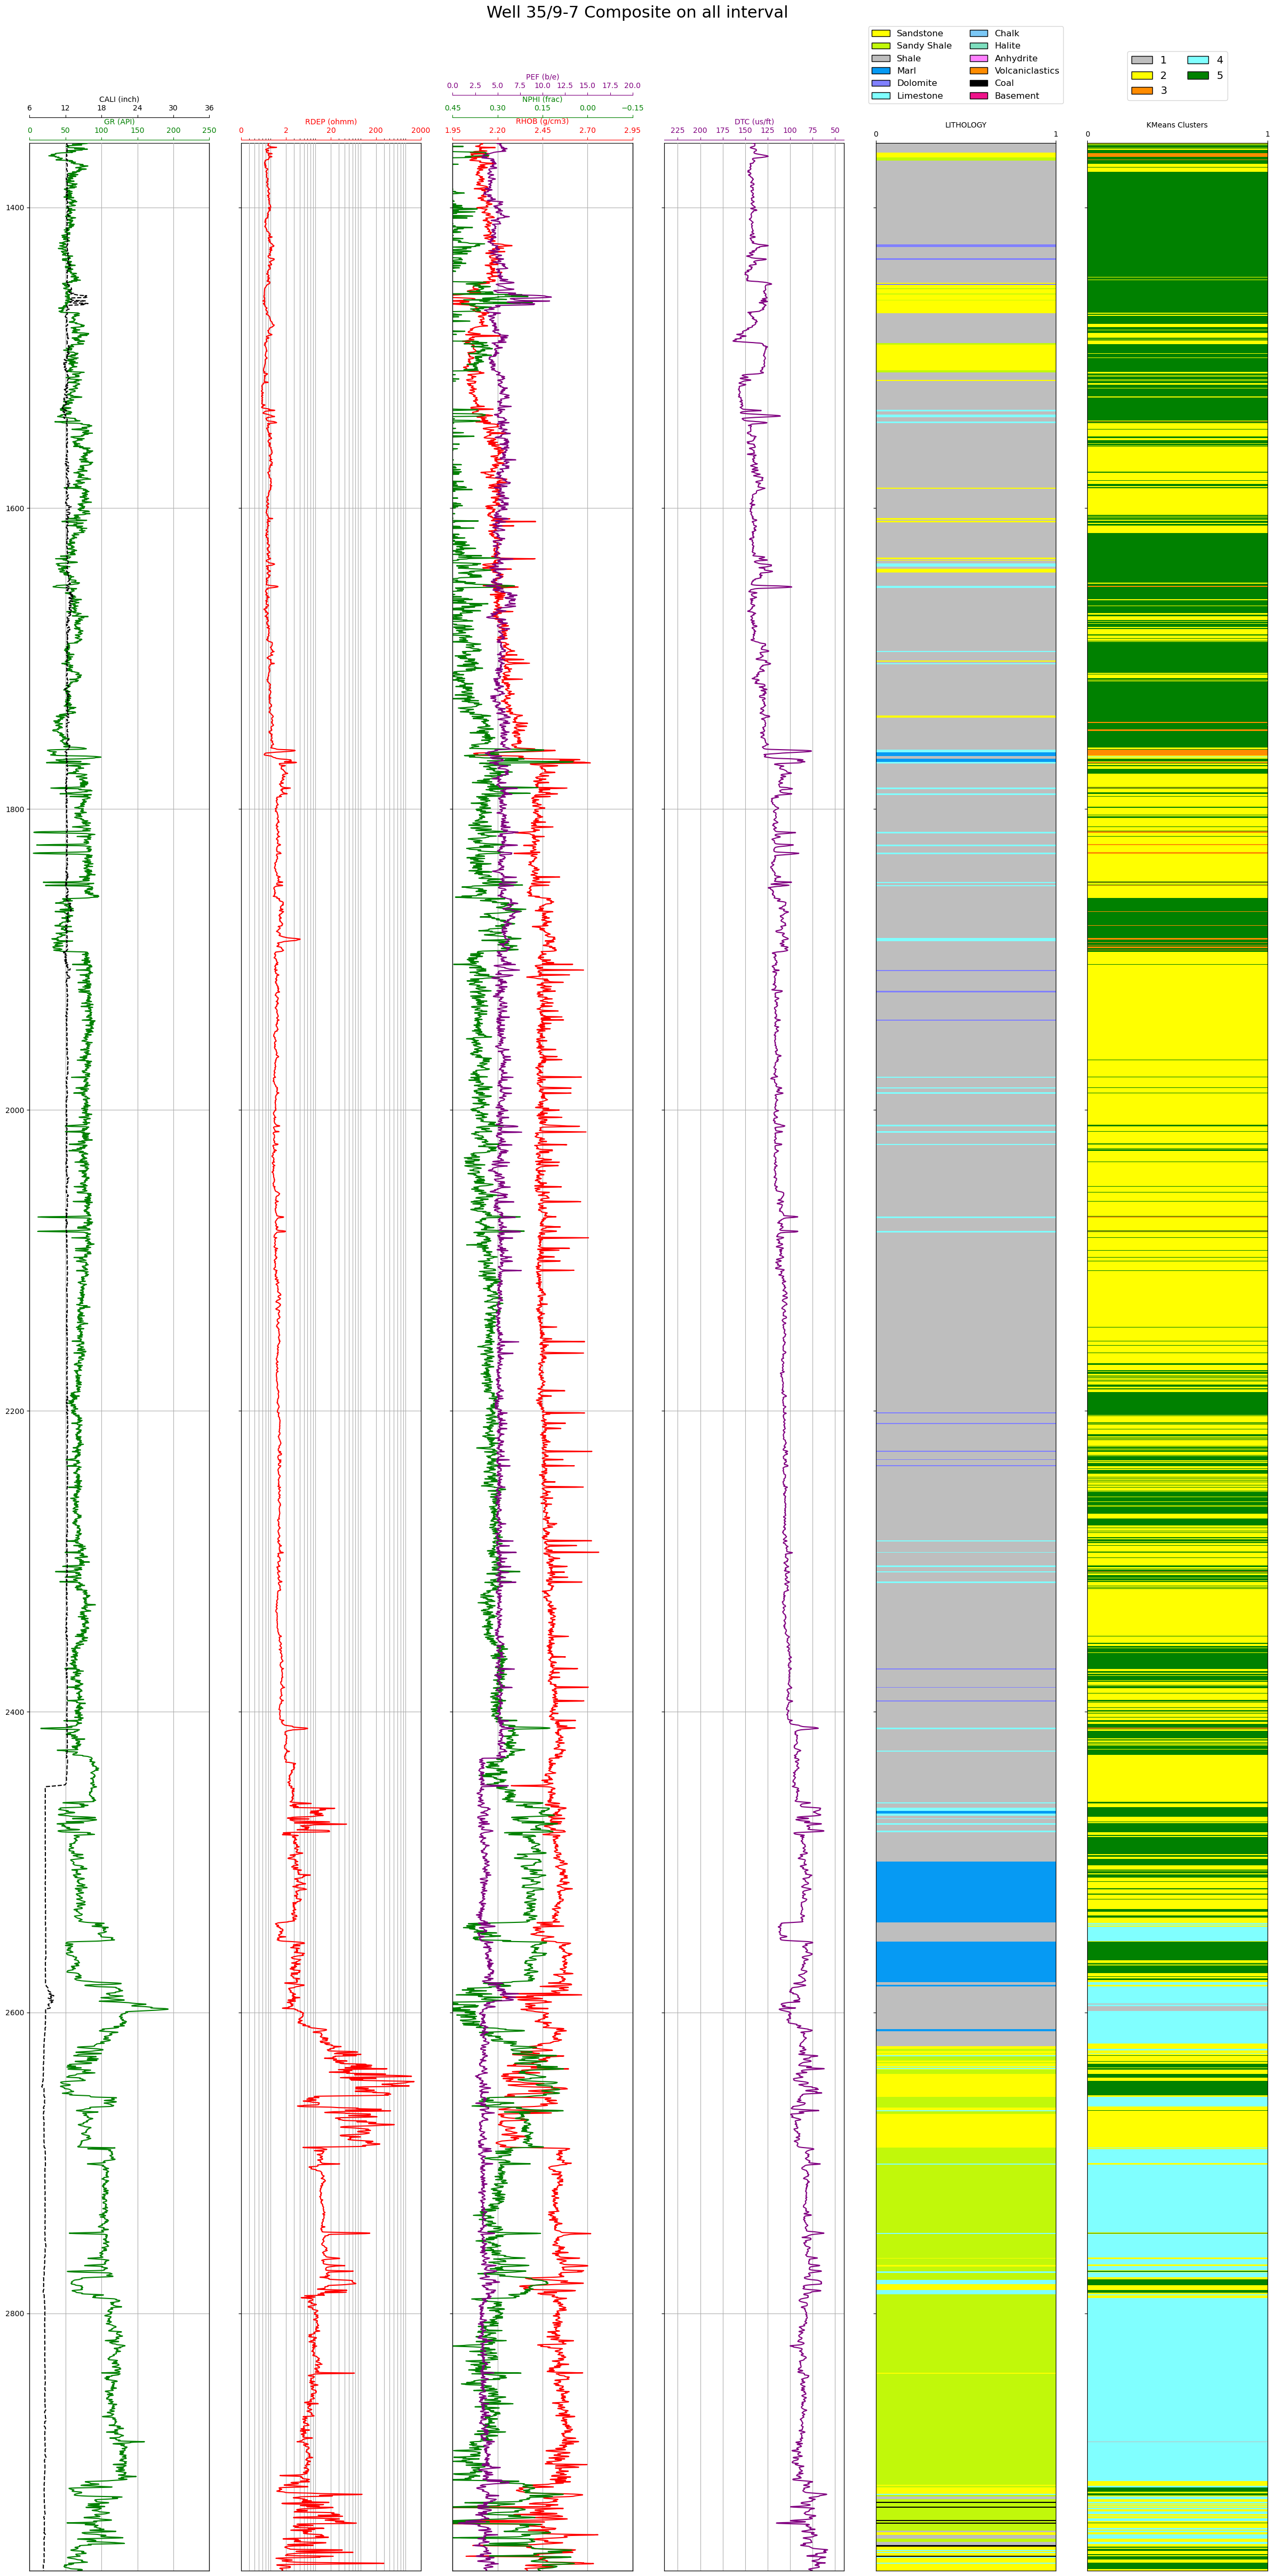 Well 35/9-7 Composite on all interval
Sandstone Chalk
Sandy Shale Halite
Shale Anhydrite
Marl Volcaniclastics
Dolomite Coal
Limestone Basement
1 4
2 5
3
PEF (b/e)
0.0 2.5 5.0 7.5 10.0 12.5 15.0 17.5 20.0
CALI (inch) NPHI (frac)
6 12 18 24 30 36 0.45 0.30 0.15 0.00 −0.15
GR (API) RDEP (ohmm) RHOB (g/cm3) DTC (us/ft) LITHOLOGY KMeans Clusters
0 50 100 150 200 250 0 2 20 200 2000 1.95 2.20 2.45 2.70 2.95 225 200 175 150 125 100 75 50 0 1 0 1
1400
1600
1800
2000
2200
2400
2600
2800